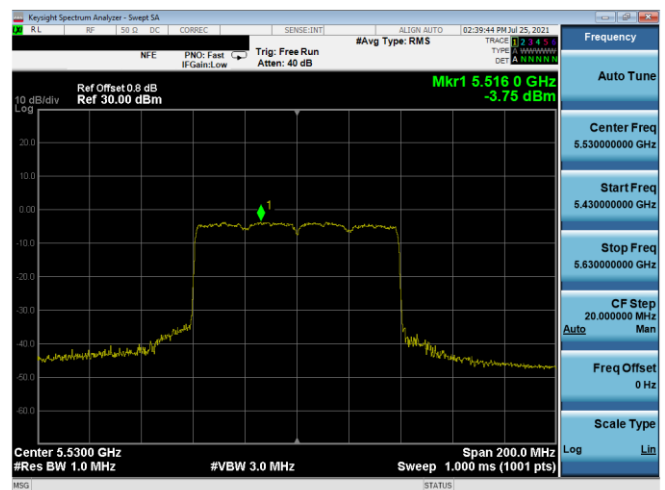 Keysight Spectrum Analyzer - Swept SA
RL RF 50 Ω DC CORREC SENSE:INT ALIGN AUTO 02:39:44 PM Jul 25, 2021
#Avg Type: RMS
TRACE 1 2 3 4 5 6
TYPE A WWWWW
DET A N N N N N
NFE PNO: Fast Trig: Free Run
IFGain:Low Atten: 40 dB
Frequency
Auto Tune
Mkr1 5.516 0 GHz
-3.75 dBm
Ref Offset 0.8 dB
10 dB/div Ref 30.00 dBm
Log
20.0
10.0
0.00
-10.0
-20.0
-30.0
-40.0
-50.0
-60.0
1
Center Freq
5.530000000 GHz
Start Freq
5.430000000 GHz
Stop Freq
5.630000000 GHz
CF Step
20.000000 MHz
Auto Man
Freq Offset
0 Hz
Scale Type
Log Lin
Center 5.5300 GHz Span 200.0 MHz
#Res BW 1.0 MHz #VBW 3.0 MHz Sweep 1.000 ms (1001 pts)
MSG STATUS